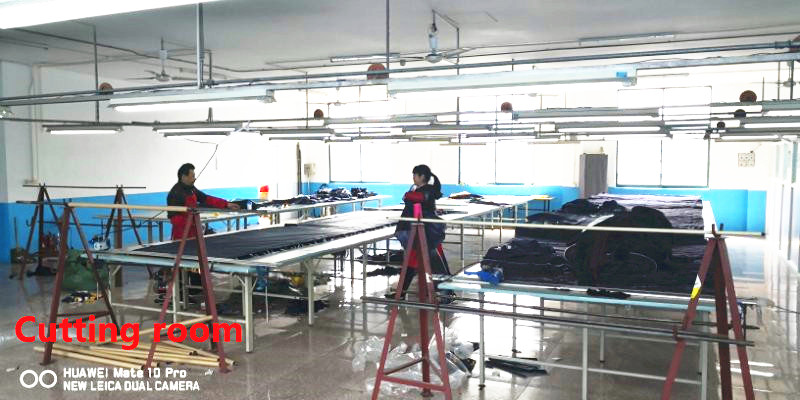 Cutting room
HUAWEI Mate 10 Pro
NEW LEICA DUAL CAMERA